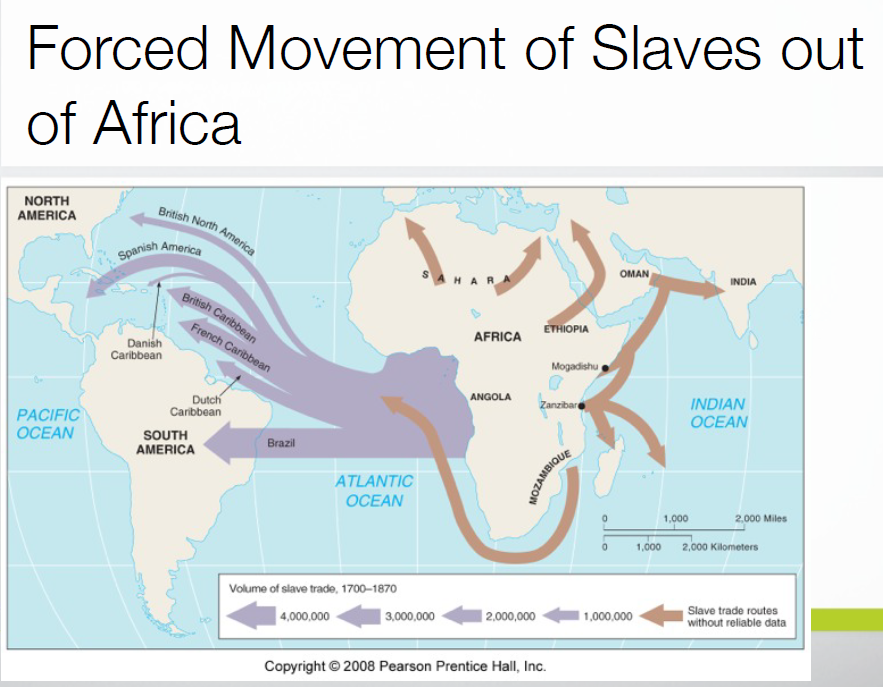 Forced Movement of Slaves out
of Africa
NORTH
AMERICA
British North America
Spanish America
British Caribbean
French Caribbean
Danish
Caribbean
Dutch
Caribbean
PACIFIC
OCEAN
SOUTH
AMERICA
Brazil
ATLANTIC
OCEAN
SAHARA
AFRICA
ETHIOPIA
OMAN
INDIA
Mogadishu
ANGOLA
Zanzibar
INDIAN
OCEAN
MOZAMBIQUE
0 1,000 2,000 Miles
0 1,000 2,000 Kilometers
Volume of slave trade, 1700–1870
4,000,000 3,000,000 2,000,000 1,000,000 Slave trade routes
without reliable data
Copyright © 2008 Pearson Prentice Hall, Inc.